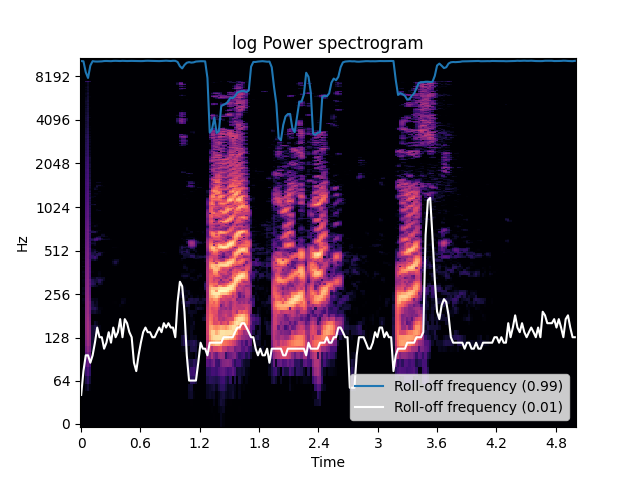 log Power spectrogram
8192
4096
2048
1024
512
256
128
64
0
Hz
Roll-off frequency (0.99)
Roll-off frequency (0.01)
0 0.6 1.2 1.8 2.4 3 3.6 4.2 4.8
Time